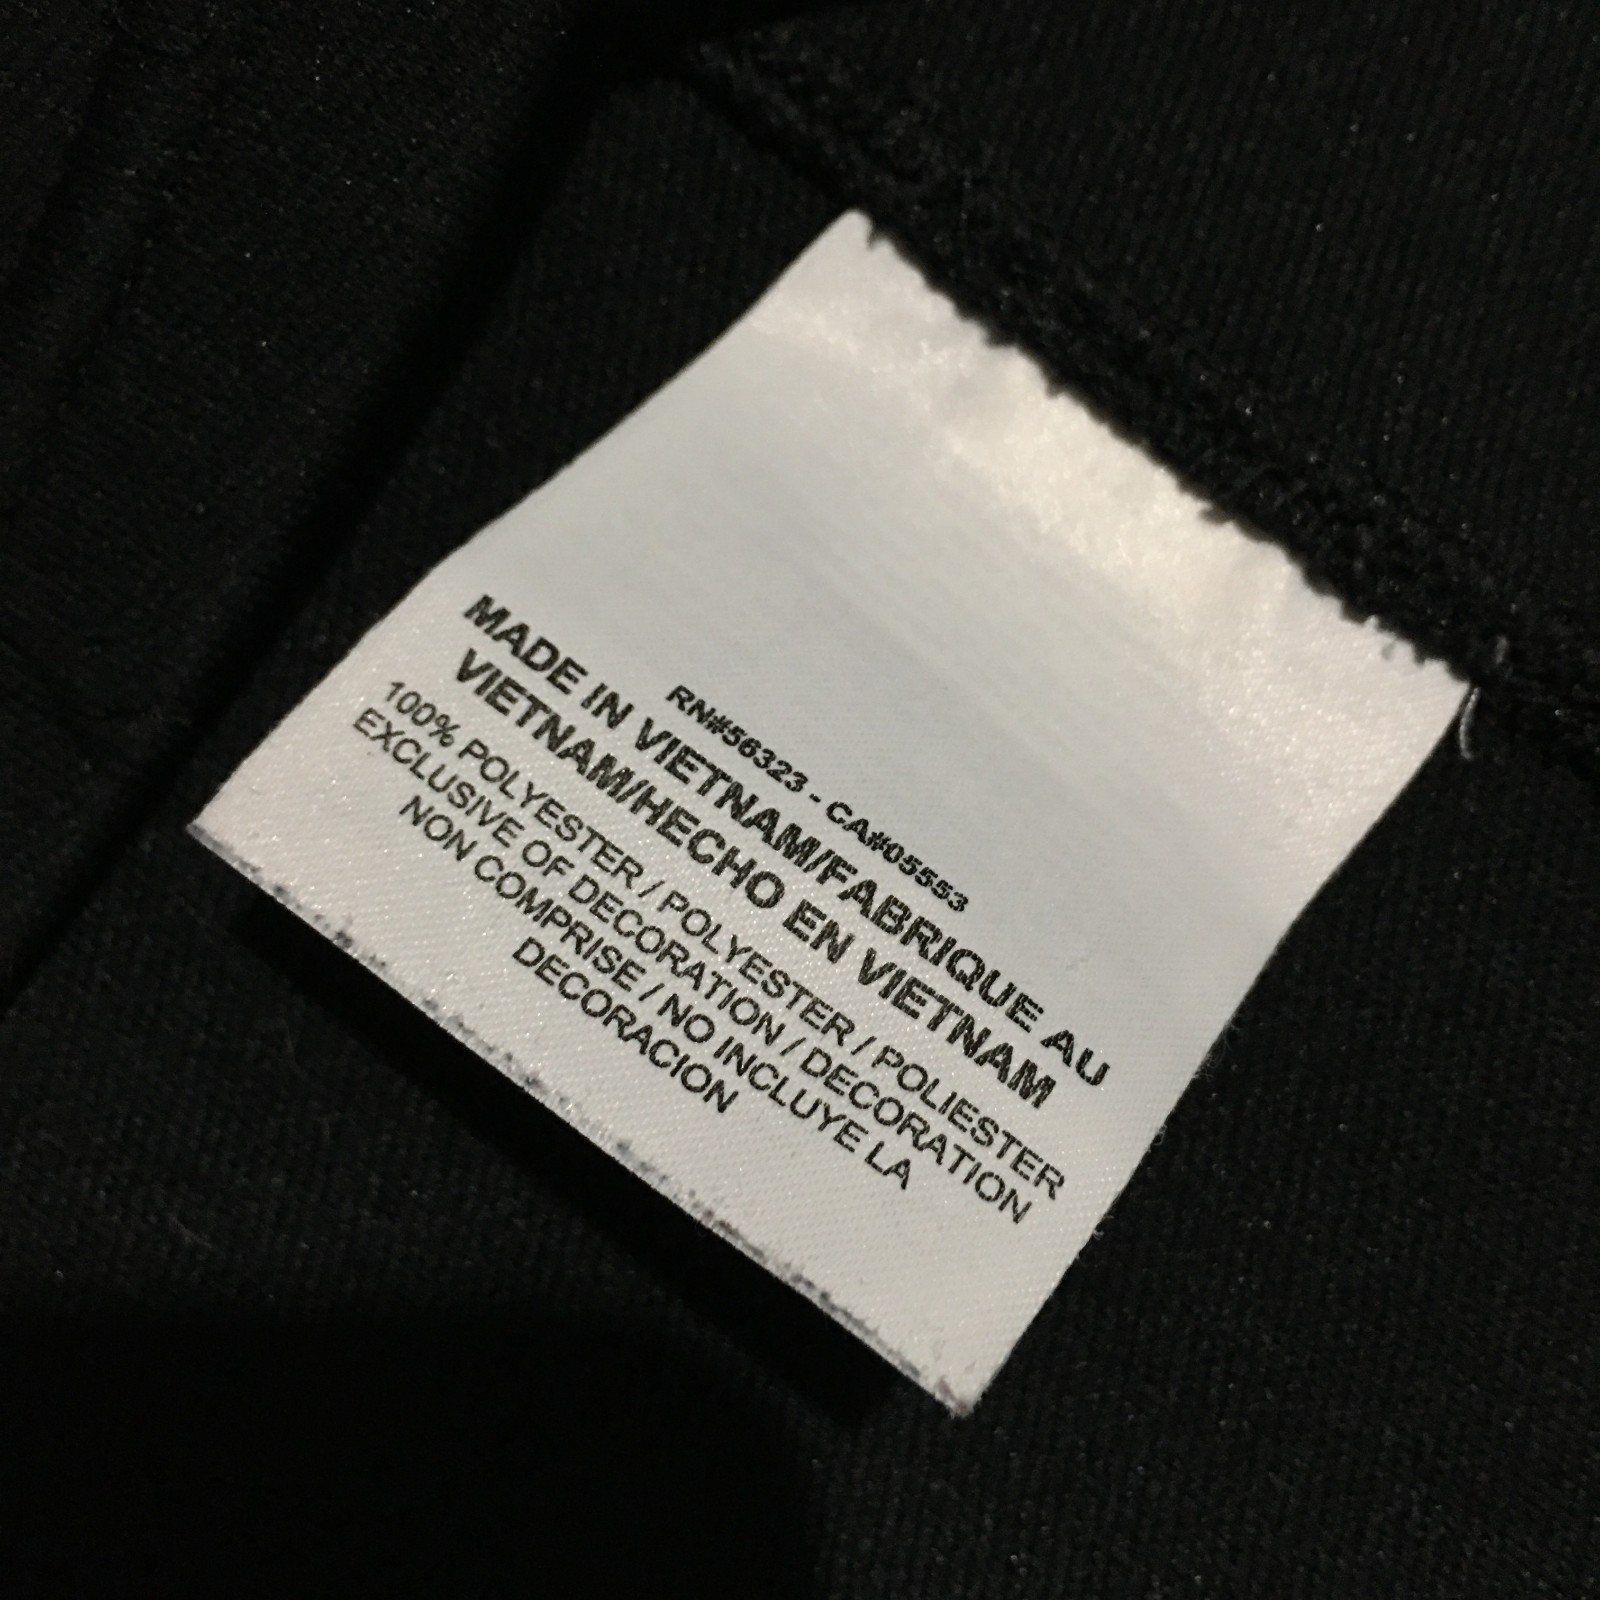 RN#56323 - CA#05553
MADE IN VIETNAM/FABRIQUE AU
VIETNAM/HECHO EN VIETNAM
100% POLYESTER / POLYESTER / POLIESTER
EXCLUSIVE OF DECORATION / DECORATION
NON COMPRISE / NO INCLUYE LA
DECORACION